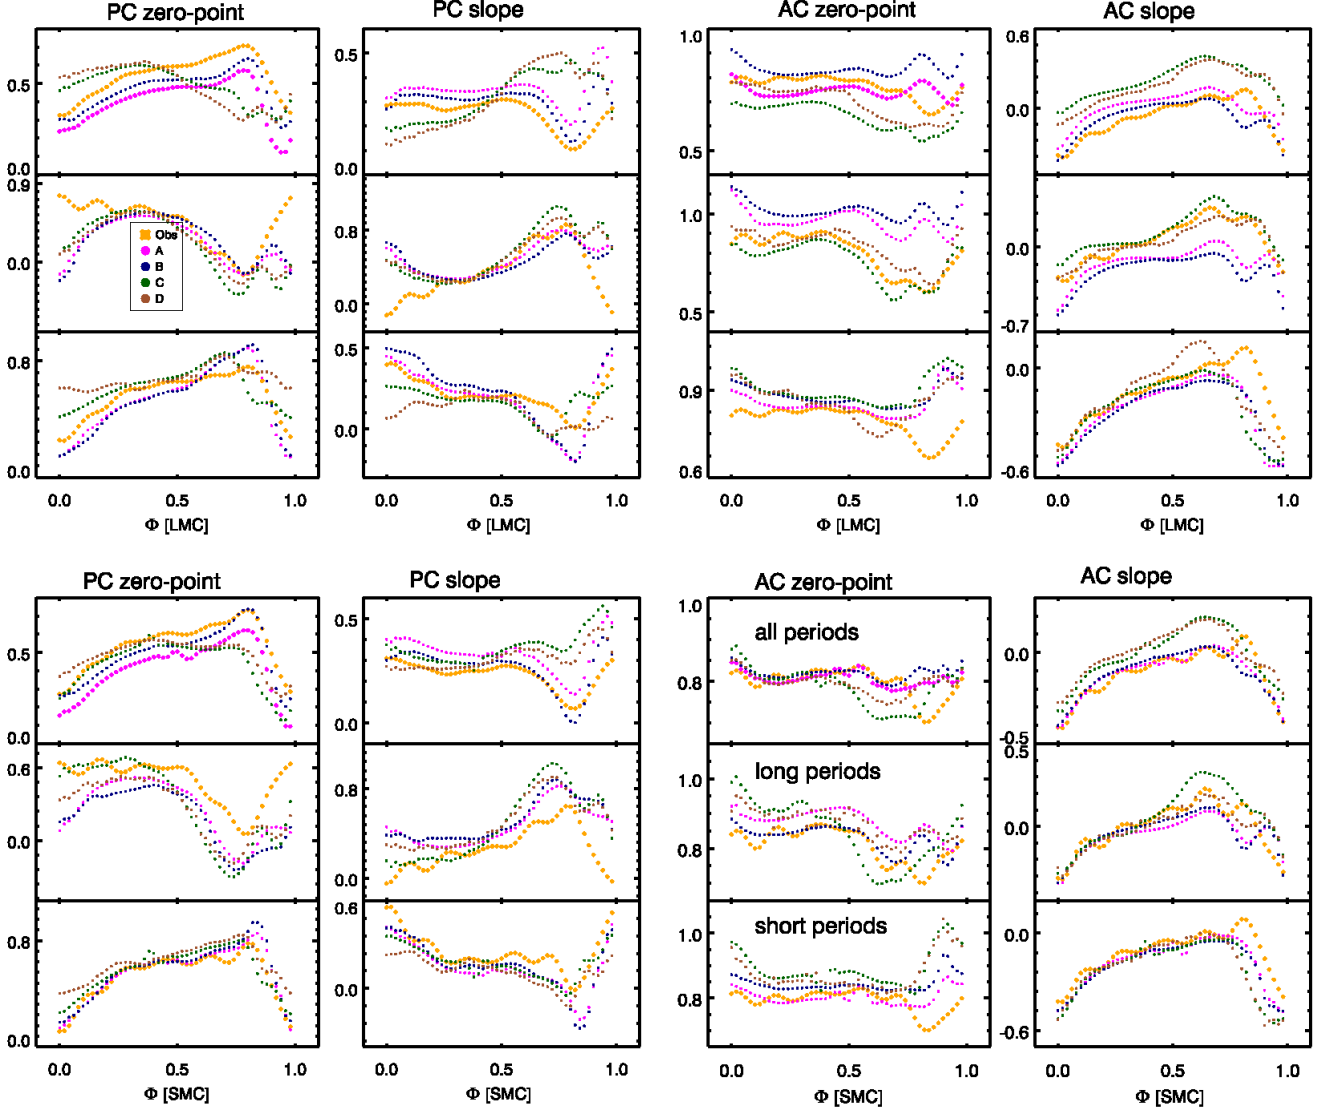 PC zero-point
PC slope
AC zero-point
AC slope
0.5
0.0
0.5
0.0
1.0
0.5
0.6
0.0
0.9
0.0
Obs
A
B
C
D
0.8
0.0
1.0
0.5
0.0
-0.7
0.8
0.0
0.5
0.0
0.9
0.6
0.0
-0.6
0.0 0.5 1.0
0.0 0.5 1.0
0.0 0.5 1.0
0.0 0.5 1.0
Φ [LMC]
Φ [LMC]
Φ [LMC]
Φ [LMC]
PC zero-point
PC slope
AC zero-point
AC slope
0.5
0.0
0.5
0.0
1.0
0.8
all periods
0.0
-0.5
0.6
0.0
0.8
0.0
1.0
0.8
long periods
0.5
0.0
0.8
0.0
0.6
0.0
1.0
0.8
short periods
0.0
-0.6
0.0 0.5 1.0
0.0 0.5 1.0
0.0 0.5 1.0
0.0 0.5 1.0
Φ [SMC]
Φ [SMC]
Φ [SMC]
Φ [SMC]